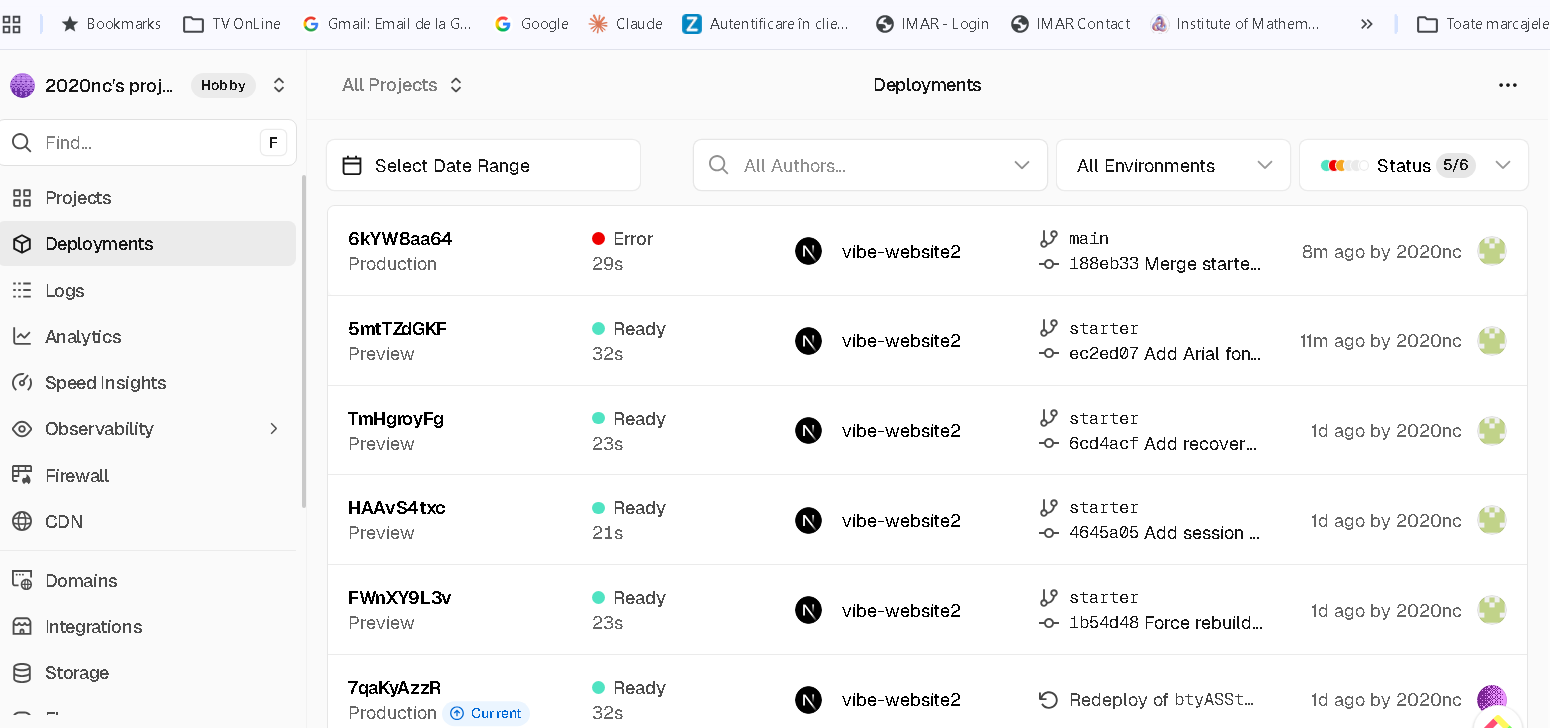 Bookmarks TV OnLine Gmail: Email de la G... Google Claude Z Autentificare în clie... IMAR - Login IMAR Contact Institute of Mathem... » Toate marcajele
2020nc's proj... Hobby All Projects Deployments
Find... F
Select Date Range All Authors... All Environments Status 5/6
Projects
Deployments
Logs
Analytics
Speed Insights
Observability
Firewall
CDN
Domains
Integrations
Storage
6kYW8aa64 Error N vibe-website2 main 8m ago by 2020nc
Production 29s 188eb33 Merge starte...
5mtTZdGKF Ready N vibe-website2 starter 11m ago by 2020nc
Preview 32s ec2ed07 Add Arial fon...
TmHgroyFg Ready N vibe-website2 starter 1d ago by 2020nc
Preview 23s 6cd4acf Add recover...
HAAvS4txc Ready N vibe-website2 starter 1d ago by 2020nc
Preview 21s 4645a05 Add session ...
FWnXY9L3v Ready N vibe-website2 starter 1d ago by 2020nc
Preview 23s 1b54d48 Force rebuild...
7qaKyAzzR Ready N vibe-website2 Redeploy of btyASSt... 1d ago by 2020nc
Production Current 32s